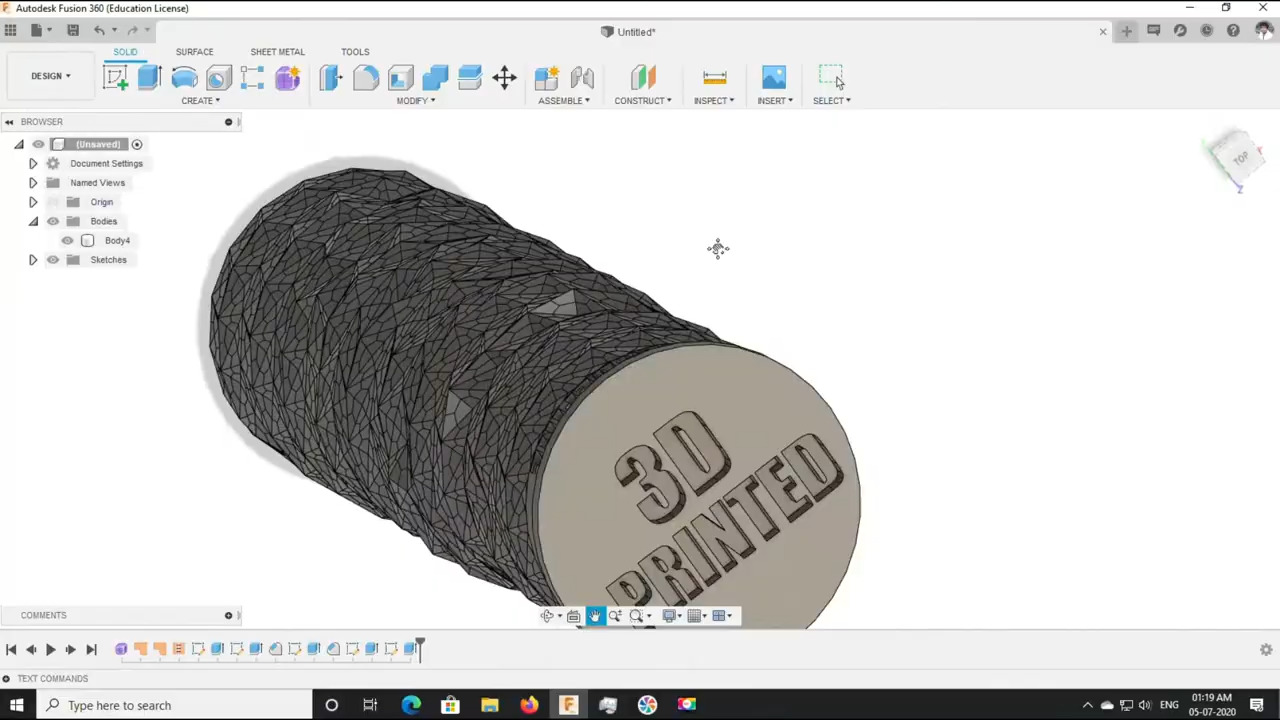 Autodesk Fusion 360 (Education License)
Untitled*
SOLID SURFACE SHEET METAL TOOLS
DESIGN
CREATE MODIFY ASSEMBLE CONSTRUCT INSPECT INSERT SELECT
BROWSER
(Unsaved)
Document Settings
Named Views
Origin
Bodies
Body4
Sketches
TOP
Z
3D
PRINTED
COMMENTS
TEXT COMMANDS
Type here to search
ENG
01:19 AM
05-07-2020